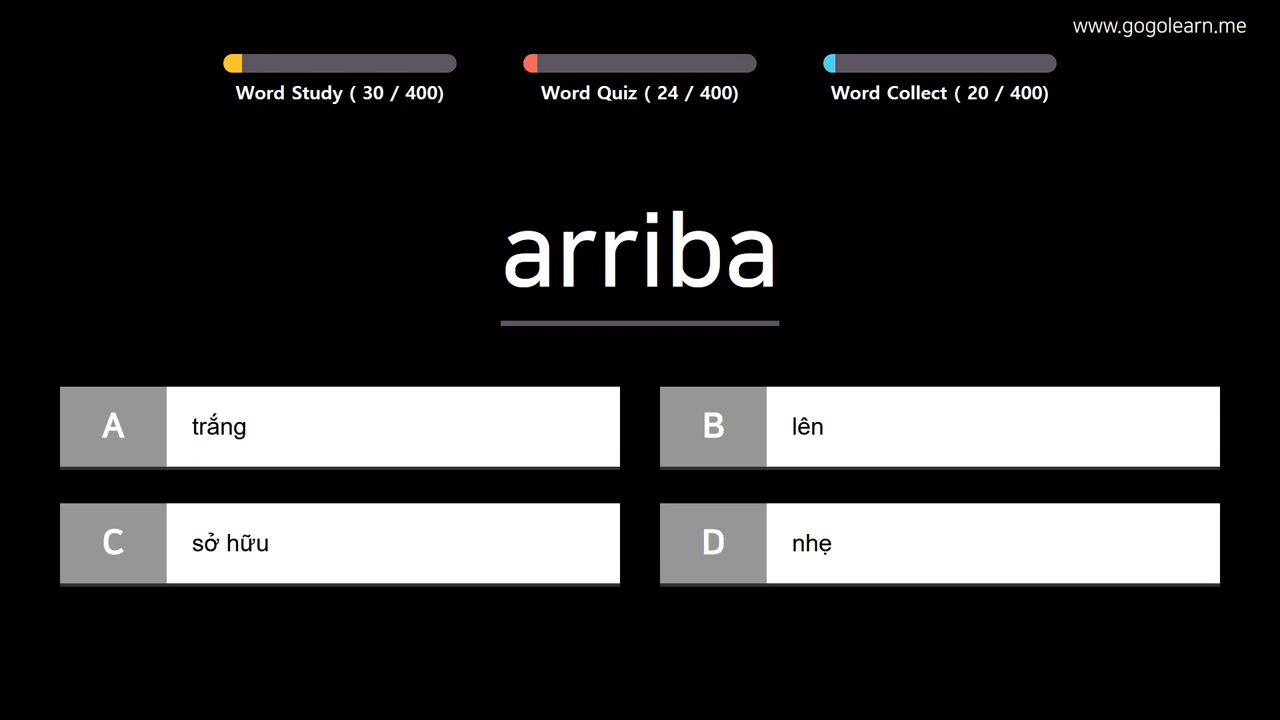 www.gogolearn.me
Word Study ( 30 / 400)
Word Quiz ( 24 / 400)
Word Collect ( 20 / 400)
arriba
A trắng
B lên
C sở hữu
D nhẹ